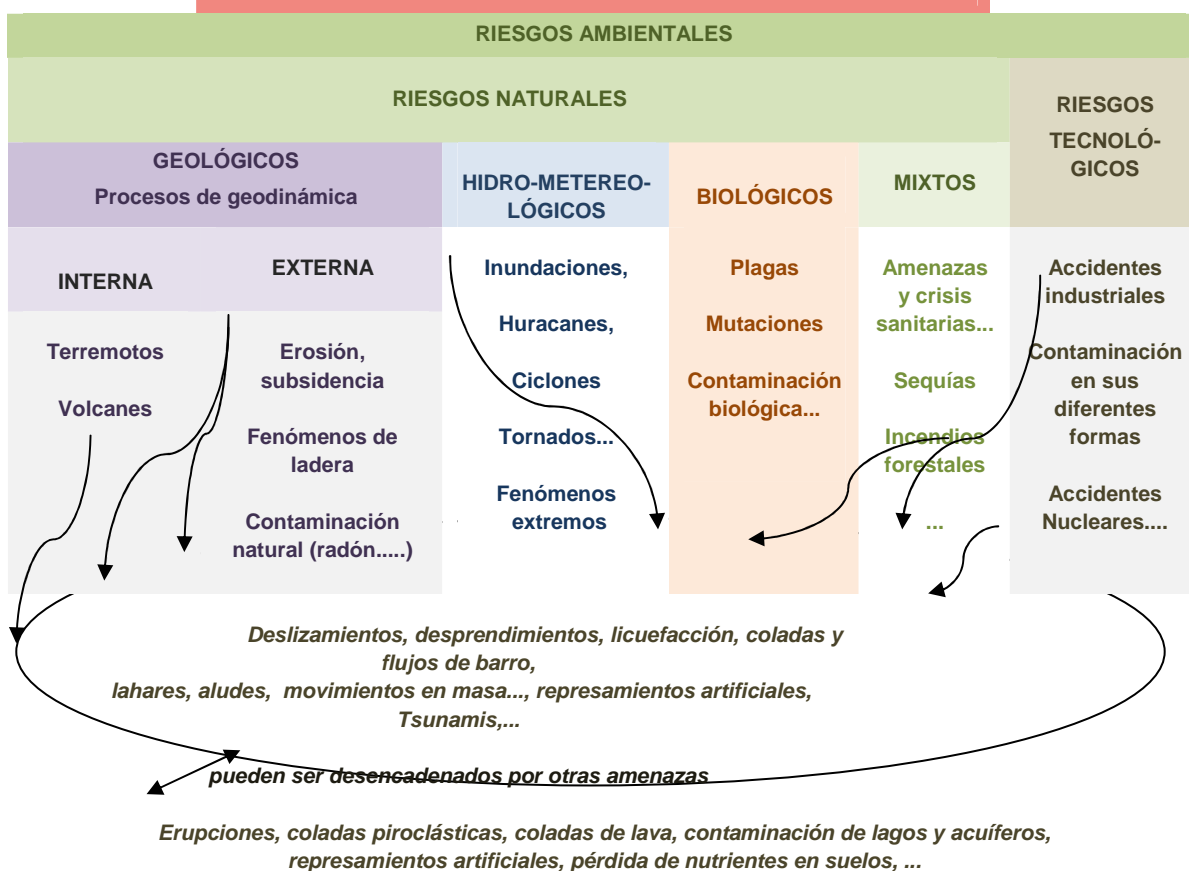 RIESGOS AMBIENTALES
RIESGOS NATURALES
RIESGOS
TECNOLÓ-
GICOS
GEOLÓGICOS
Procesos de geodinámica
HIDRO-METEREO-
LÓGICOS
BIOLÓGICOS
MIXTOS
INTERNA
EXTERNA
Terremotos
Volcanes
Erosión,
subsidencia
Fenómenos de
ladera
Contaminación
natural (radón.....)
Inundaciones,
Huracanes,
Ciclones
Tornados...
Fenómenos
extremos
Plagas
Mutaciones
Contaminación
biológica...
Amenazas
y crisis
sanitarias...
Sequías
Incendios
forestales
...
Accidentes
industriales
Contaminación
en sus
diferentes
formas
Accidentes
Nucleares....
Deslizamientos, desprendimientos, licuefacción, coladas y
flujos de barro,
lahares, aludes, movimientos en masa..., represamientos artificiales,
Tsunamis,...
pueden ser desencadenados por otras amenazas
Erupciones, coladas piroclásticas, coladas de lava, contaminación de lagos y acuíferos,
represamientos artificiales, pérdida de nutrientes en suelos, ...